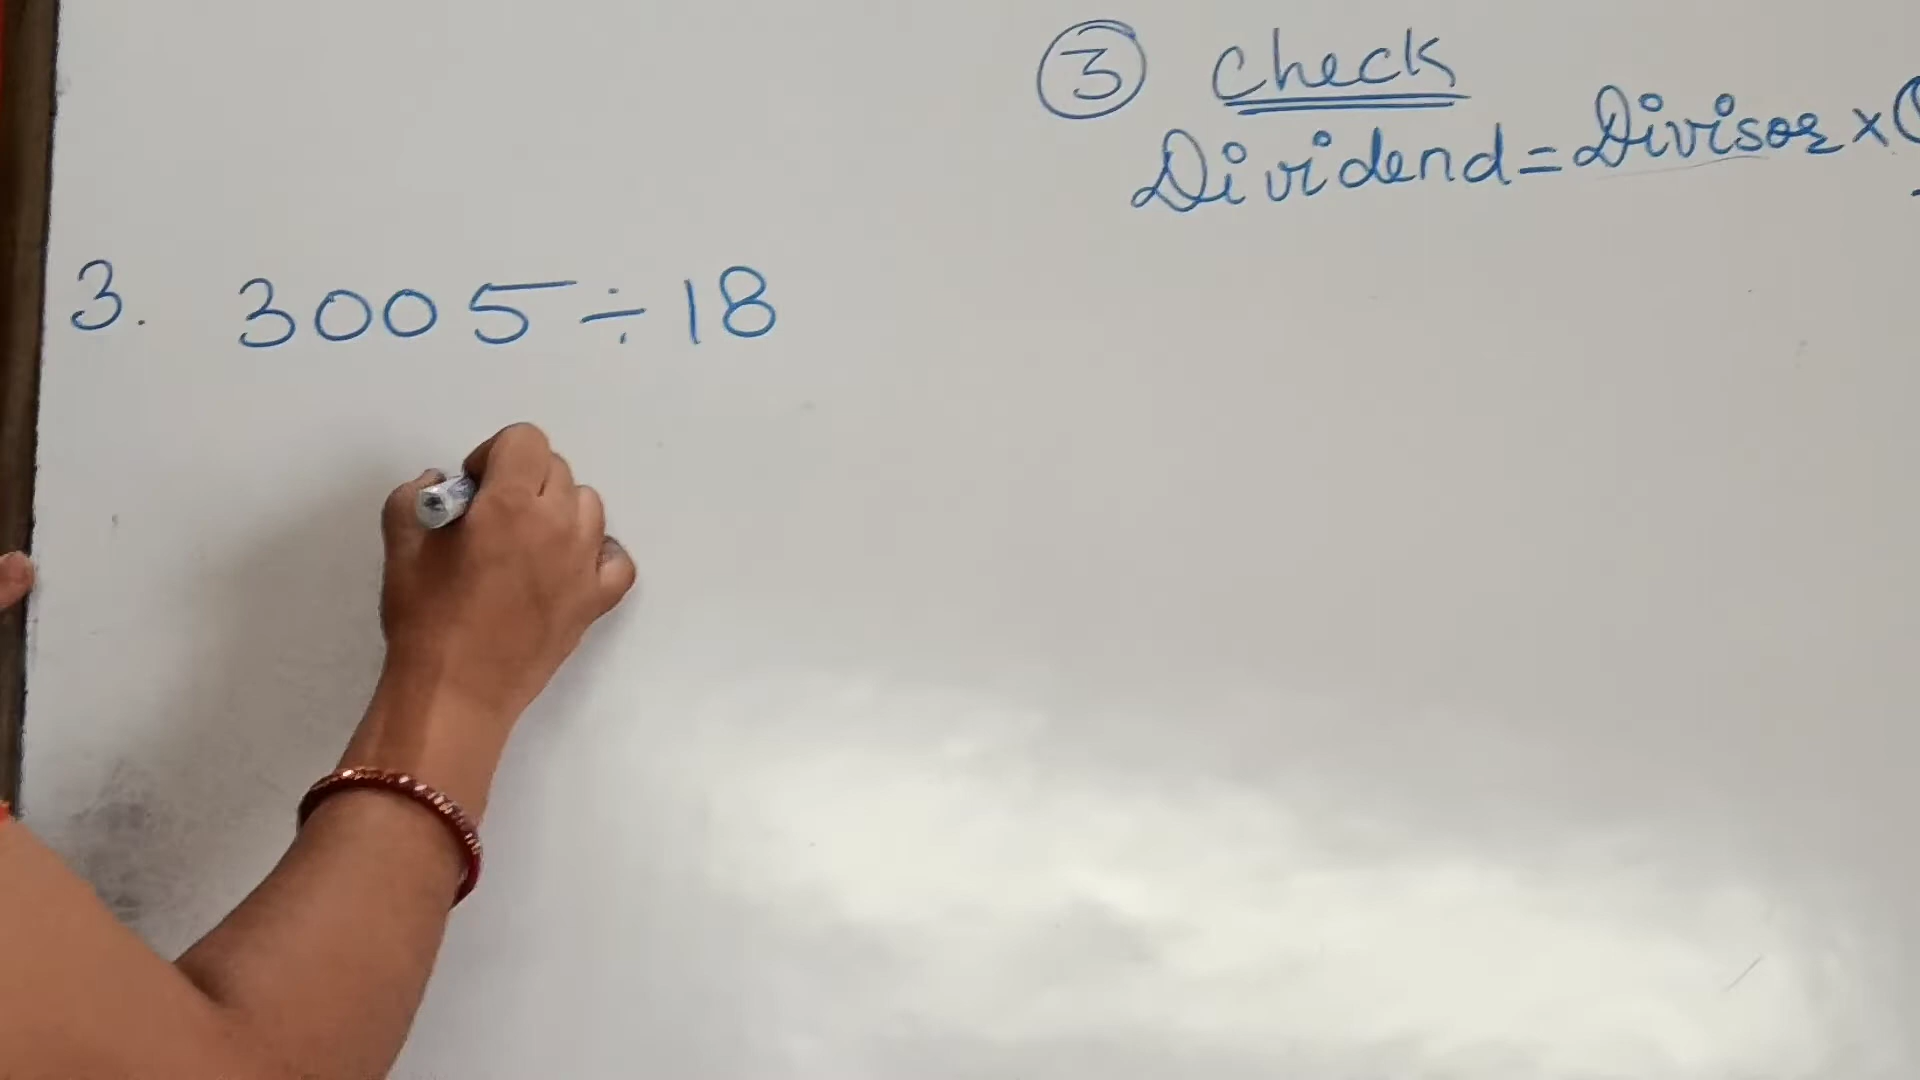 ③ Check
Dividend = Divisor ×
3. 3005 ÷ 18